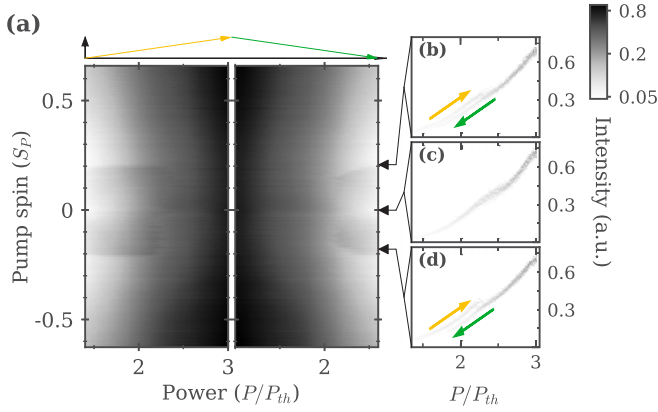 (a)
0.5
0
-0.5
Pump spin (S_P)
2
3
2
Power (P/P_th)
(b)
0.6
0.3
(c)
0.6
0.3
(d)
0.6
0.3
2
3
P/P_th
0.8
0.2
0.05
Intensity (a.u.)